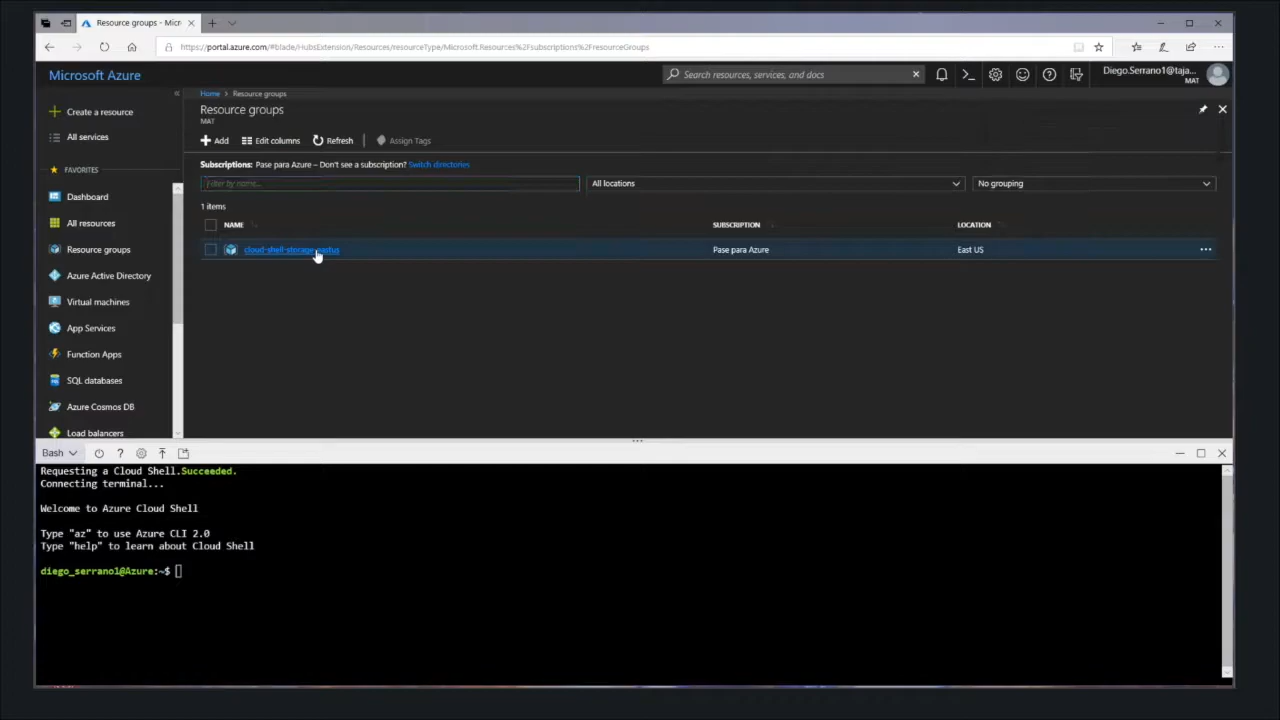 Resource groups - Micr
https://portal.azure.com/#blade/HubsExtension/Resources/resourceType/Microsoft.Resources%2Fsubscriptions%2FresourceGroups
Microsoft Azure
Search resources, services, and docs
Diego.Serrano1@taja...
MAT
Create a resource
All services
FAVORITES
Dashboard
All resources
Resource groups
Azure Active Directory
Virtual machines
App Services
Function Apps
SQL databases
Azure Cosmos DB
Load balancers
Home > Resource groups
Resource groups
MAT
Add Edit columns Refresh Assign Tags
Subscriptions: Pase para Azure – Don't see a subscription? Switch directories
Filter by name...
All locations
No grouping
1 items
NAME SUBSCRIPTION LOCATION
cloud-shell-storage-eastus Pase para Azure East US
Bash
Requesting a Cloud Shell.Succeeded.
Connecting terminal...
Welcome to Azure Cloud Shell
Type "az" to use Azure CLI 2.0
Type "help" to learn about Cloud Shell
diego_serrano1@Azure:~$